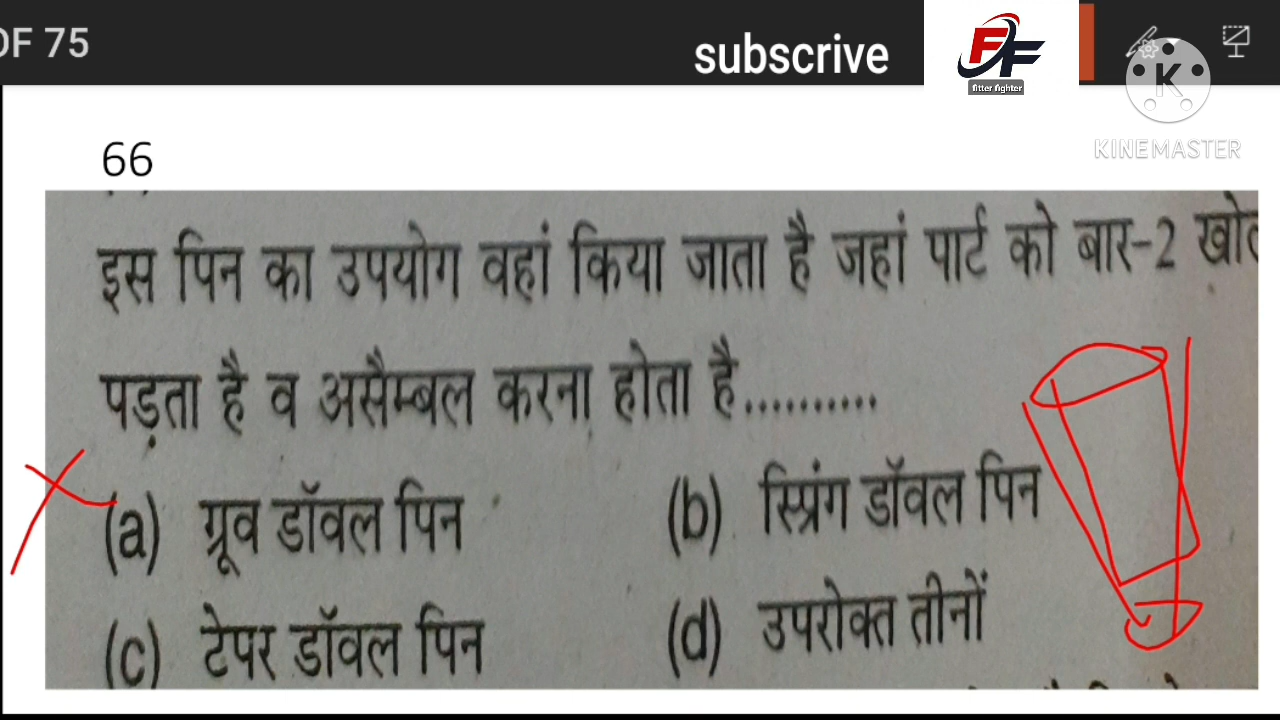 OF 75
subscrive
fitter fighter
K
KINEMASTER
66
इस पिन का उपयोग वहां किया जाता है जहां पार्ट को बार-2
पड़ता है व असैम्बल करना होता है..........
(a) ग्रूव डॉवल पिन
(b) स्प्रिंग डॉवल पिन
(c) टेपर डॉवल पिन
(d) उपरोक्त तीनों